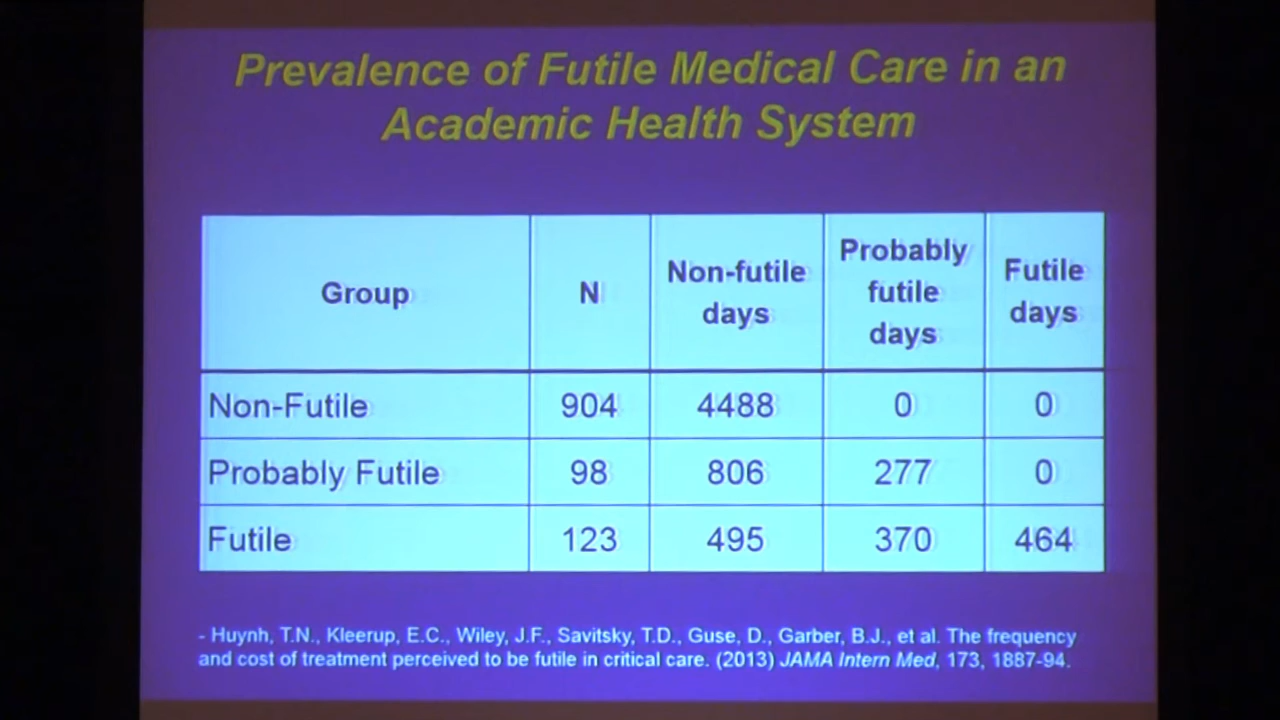 Prevalence of Futile Medical Care in an
Academic Health System
Group N Non-futile days Probably futile days Futile days
Non-Futile 904 4488 0 0
Probably Futile 98 806 277 0
Futile 123 495 370 464
- Huynh, T.N., Kleerup, E.C., Wiley, J.F., Savitsky, T.D., Guse, D., Garber, B.J., et al. The frequency
and cost of treatment perceived to be futile in critical care. (2013) JAMA Intern Med, 173, 1887-94.